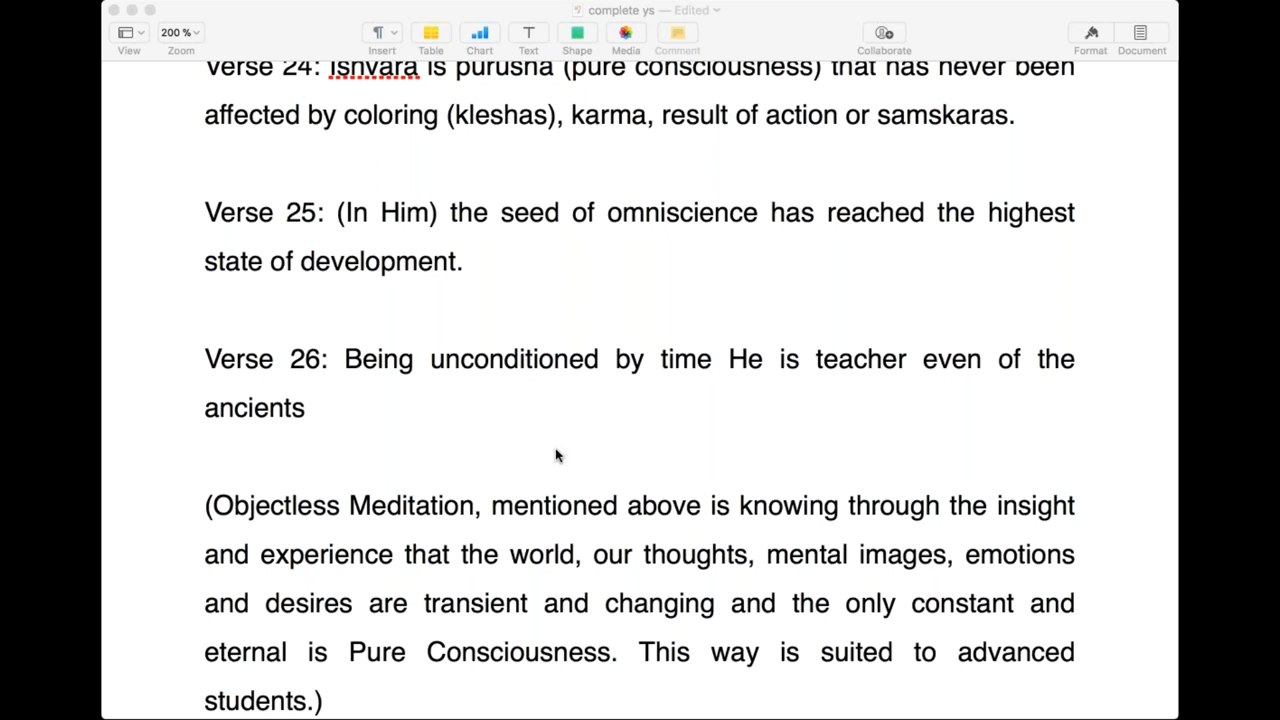 complete ys — Edited
View
200 %
Zoom
Insert
Table
Chart
Text
Shape
Media
Comment
Collaborate
Format
Document
Verse 24: Ishvara is purusha (pure consciousness) that has never been
affected by coloring (kleshas), karma, result of action or samskaras.
Verse 25: (In Him) the seed of omniscience has reached the highest
state of development.
Verse 26: Being unconditioned by time He is teacher even of the
ancients
(Objectless Meditation, mentioned above is knowing through the insight
and experience that the world, our thoughts, mental images, emotions
and desires are transient and changing and the only constant and
eternal is Pure Consciousness. This way is suited to advanced
students.)